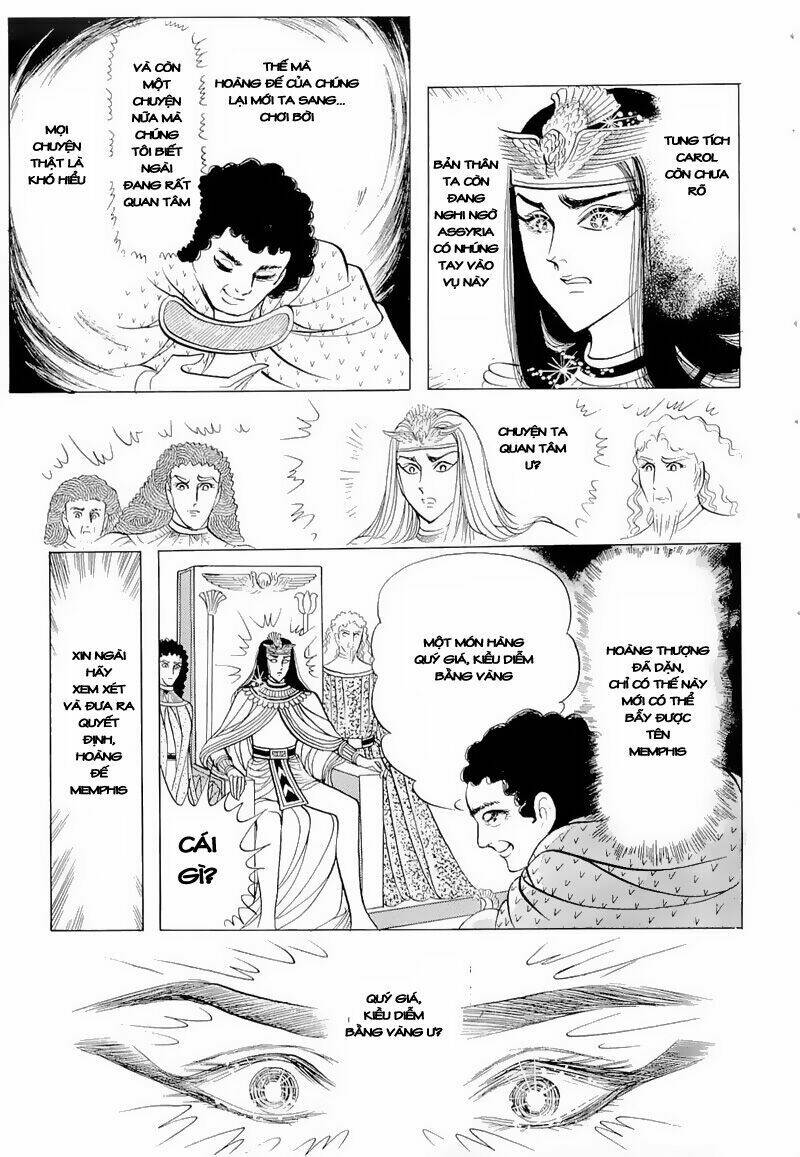 TUNG TÍCH
CAROL
CÒN CHƯA
RÕ
BẢN THÂN
TA CÒN
ĐANG
NGHI NGỜ
ASSYRIA
CÓ NHÚNG
TAY VÀO
VỤ NÀY
THẾ MÀ
HOÀNG ĐẾ CỦA CHÚNG
LẠI MỜI TA SANG...
CHƠI BỞI
VÀ CÒN
MỘT
CHUYỆN
NỮA MÀ
CHÚNG
TÔI BIẾT
NGÀI
ĐANG RẤT
QUAN TÂM
MỌI
CHUYỆN
THẬT LÀ
KHÓ HIỂU
CHUYỆN TA
QUAN TÂM
Ư?
HOÀNG THƯỢNG
ĐÃ DẶN,
CHỈ CÓ THẾ NÀY
MỚI CÓ THỂ
BẪY ĐƯỢC
TÊN
MEMPHIS
MỘT MÓN HÀNG
QUÝ GIÁ, KIỀU DIỄM
BẰNG VÀNG
CÁI
GÌ?
XIN NGÀI
HÃY
XEM XÉT
VÀ ĐƯA RA
QUYẾT
ĐỊNH,
HOÀNG
ĐẾ
MEMPHIS
QUÝ GIÁ,
KIỀU DIỄM
BẰNG VÀNG Ư?